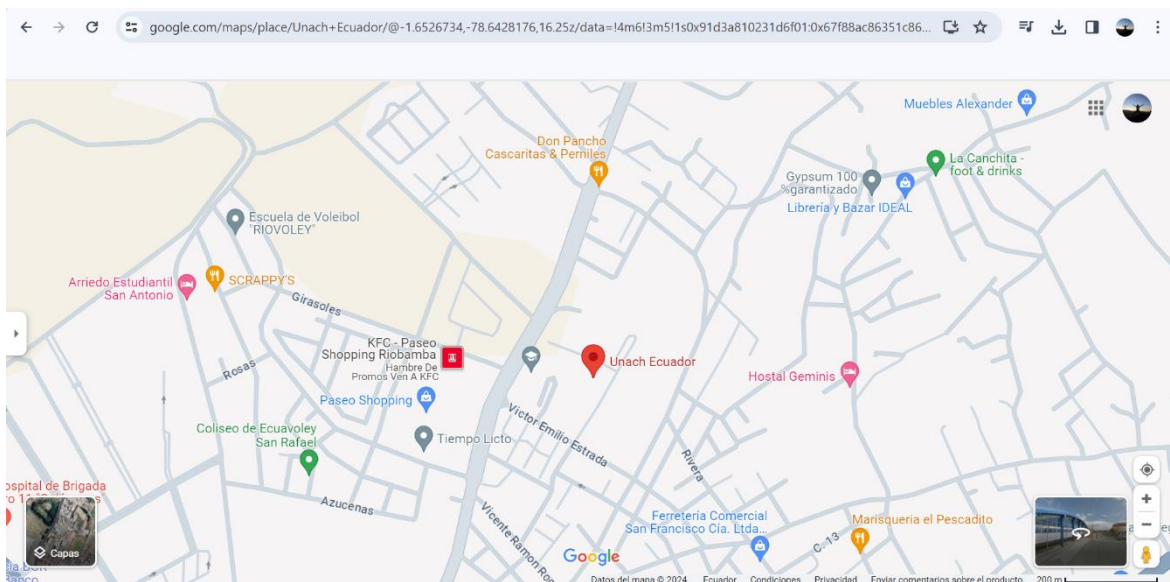 google.com/maps/place/Unach+Ecuador/@-1.6526734,-78.6428176,16.25z/data=!4m6!3m5!1s0x91d3a810231d6f01:0x67f88ac86351c86...
Muebles Alexander
Don Pancho
Cascaritas & Perniles
La Canchita -
foot & drinks
Gypsum 100
%garantizado
Librería y Bazar IDEAL
Escuela de Voleibol
"RIOVOLEY"
Arriedo Estudiantil
San Antonio
SCRAPPY'S
Girasoles
KFC - Paseo
Shopping Riobamba
Hambre De
Promos Ven A KFC
Unach Ecuador
Rosas
Hostal Geminis
Paseo Shopping
Victor Emilio Estrada
Coliseo de Ecuavoley
San Rafael
Tiempo Licto
Rivera
ospital de Brigada
Azucenas
Vicente Ramon Ro
Ferretería Comercial
San Francisco Cía. Ltda...
Marisqueria el Pescadito
C. 13
Capas
Google
Datos del mapa © 2024 Ecuador Condiciones Privacidad Enviar comentarios sobre el producto 200 m